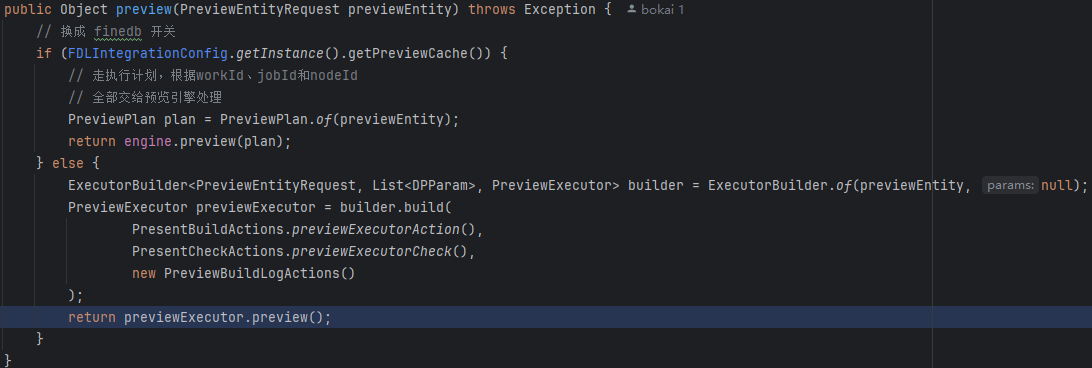 public Object preview(PreviewEntityRequest previewEntity) throws Exception { bokai 1
// 换成 finedb 开关
if (FDLIntegrationConfig.getInstance().getPreviewCache()) {
// 走执行计划，根据workId、jobId和nodeId
// 全部交给预览引擎处理
PreviewPlan plan = PreviewPlan.of(previewEntity);
return engine.preview(plan);
} else {
ExecutorBuilder<PreviewEntityRequest, List<DPParam>, PreviewExecutor> builder = ExecutorBuilder.of(previewEntity, params: null);
PreviewExecutor previewExecutor = builder.build(
PresentBuildActions.previewExecutorAction(),
PresentCheckActions.previewExecutorCheck(),
new PreviewBuildLogActions()
);
return previewExecutor.preview();
}
}